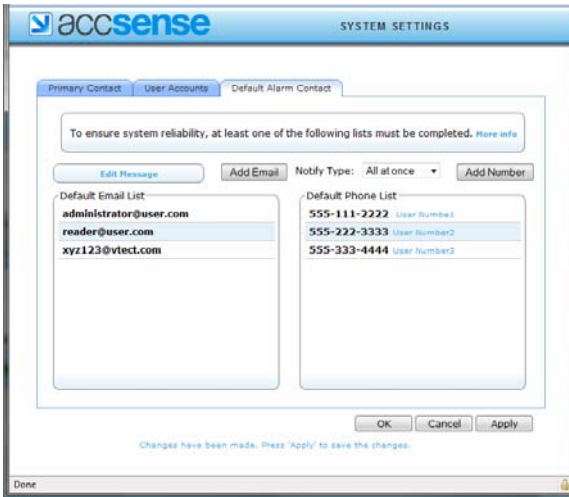 accsense
SYSTEM SETTINGS
Primary Contact User Accounts Default Alarm Contact
To ensure system reliability, at least one of the following lists must be completed. More info
Edit Message Add Email Notify Type: All at once Add Number
Default Email List
administrator@user.com
reader@user.com
xyz123@vtect.com
Default Phone List
555-111-2222 User Number1
555-222-3333 User Number2
555-333-4444 User Number3
OK Cancel Apply
Changes have been made. Press 'Apply' to save the changes.
Done